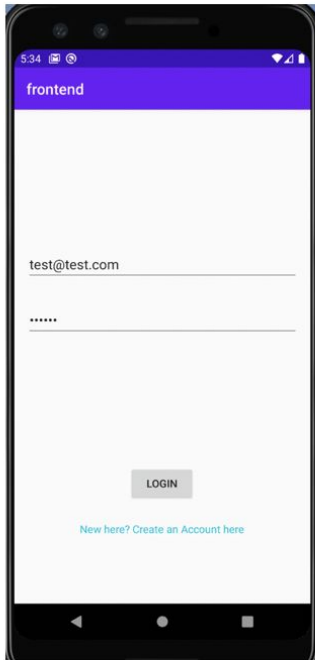 5:34
frontend
test@test.com
••••••
LOGIN
New here? Create an Account here